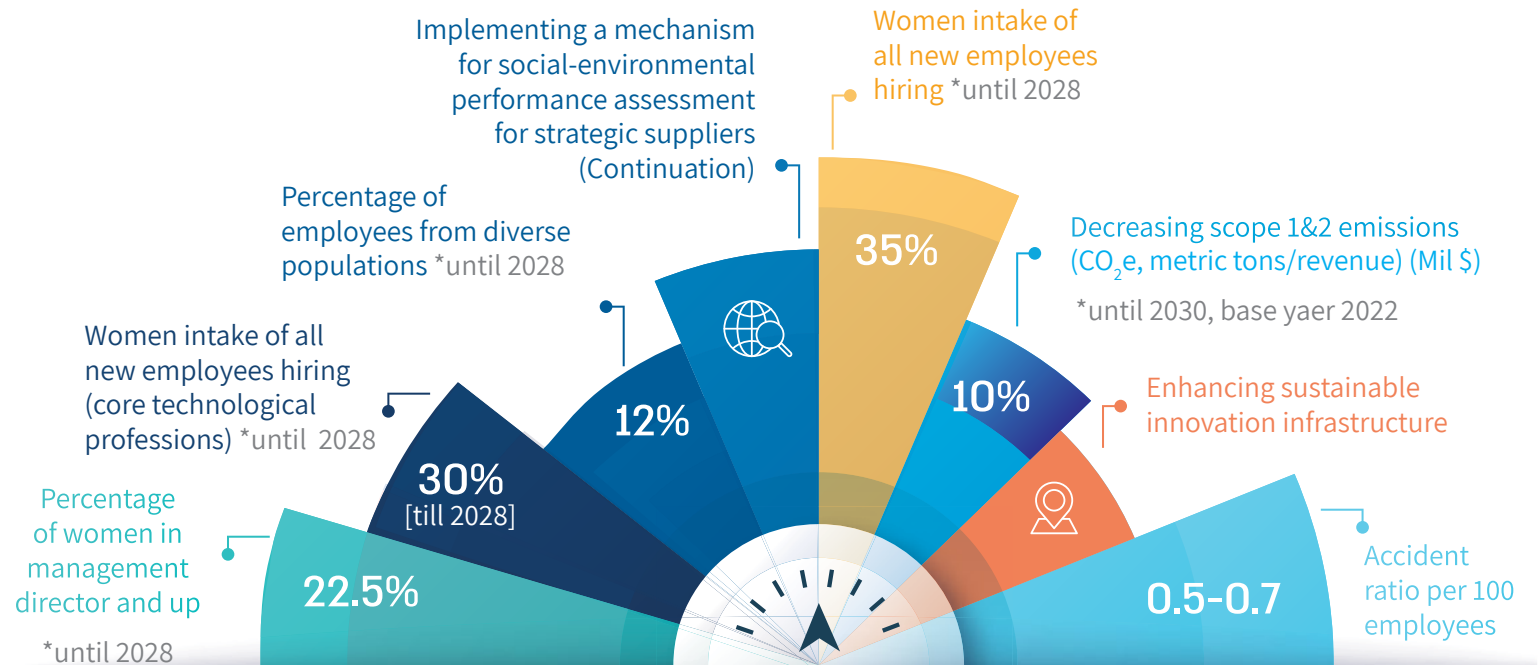 Implementing a mechanism
for social-environmental
performance assessment
for strategic suppliers
(Continuation)
Women intake of
all new employees
hiring *until 2028
Percentage of
employees from diverse
populations *until 2028
Decreasing scope 1&2 emissions
(CO₂e, metric tons/revenue) (Mil $)
*until 2030, base yaer 2022
Women intake of all
new employees hiring
(core technological
professions) *until 2028
Enhancing sustainable
innovation infrastructure
Percentage
of women in
management
director and up
*until 2028
Accident
ratio per 100
employees
22.5%
30%
[till 2028]
12%
35%
10%
0.5-0.7